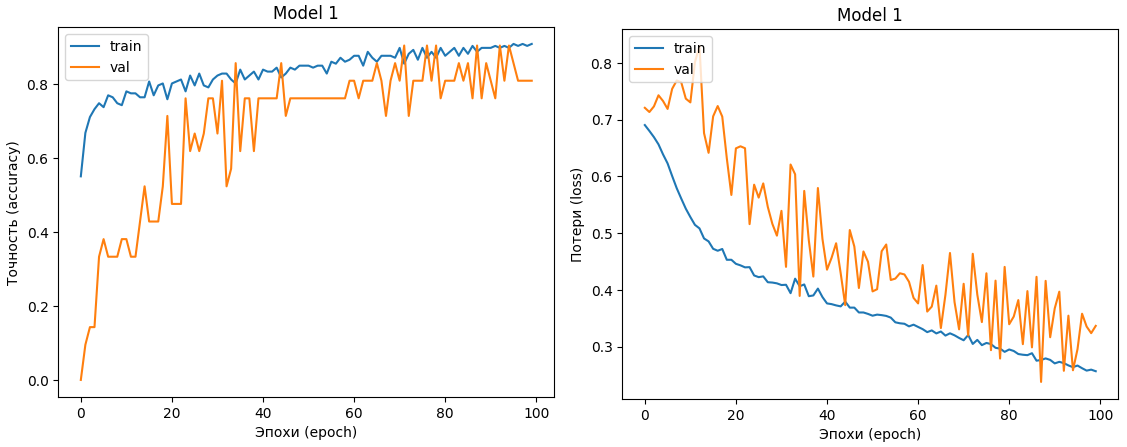 Model 1
train
val
Точность (accuracy)
0.8
0.6
0.4
0.2
0.0
0
20
40
60
80
100
Эпохи (epoch)
Model 1
train
val
Потери (loss)
0.8
0.7
0.6
0.5
0.4
0.3
0
20
40
60
80
100
Эпохи (epoch)